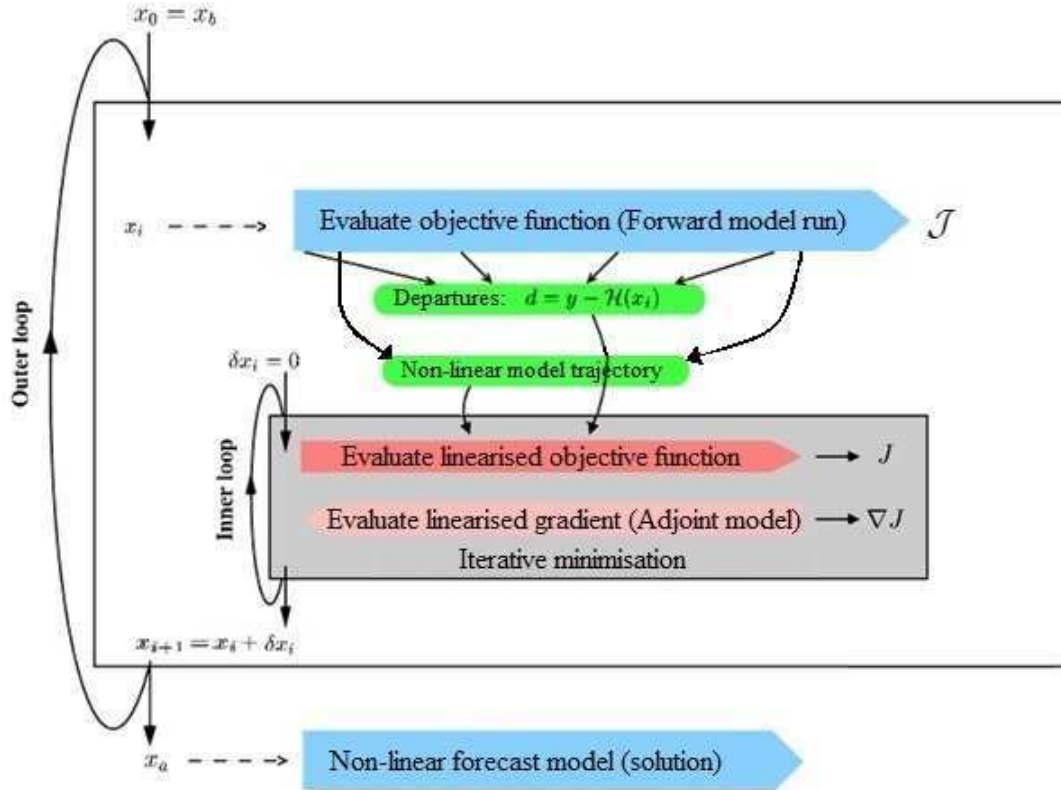 x₀ = x_b
x_i
Evaluate objective function (Forward model run)
𝒥
Departures: d = y − ℋ(x_i)
Outer loop
δx_i = 0
Non-linear model trajectory
Inner loop
Evaluate linearised objective function
J
Evaluate linearised gradient (Adjoint model)
∇J
Iterative minimisation
x_{i+1} = x_i + δx_i
x_a
Non-linear forecast model (solution)